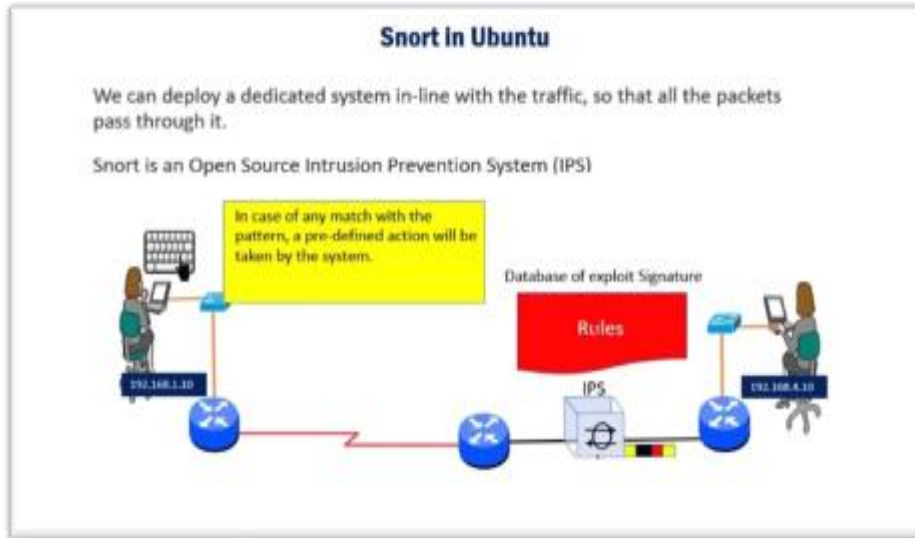 Snort in Ubuntu
We can deploy a dedicated system in-line with the traffic, so that all the packets
pass through it.
Snort is an Open Source Intrusion Prevention System (IPS)
In case of any match with the
pattern, a pre-defined action will be
taken by the system.
Database of exploit Signature
Rules
IPS
192.168.1.10
192.168.4.10